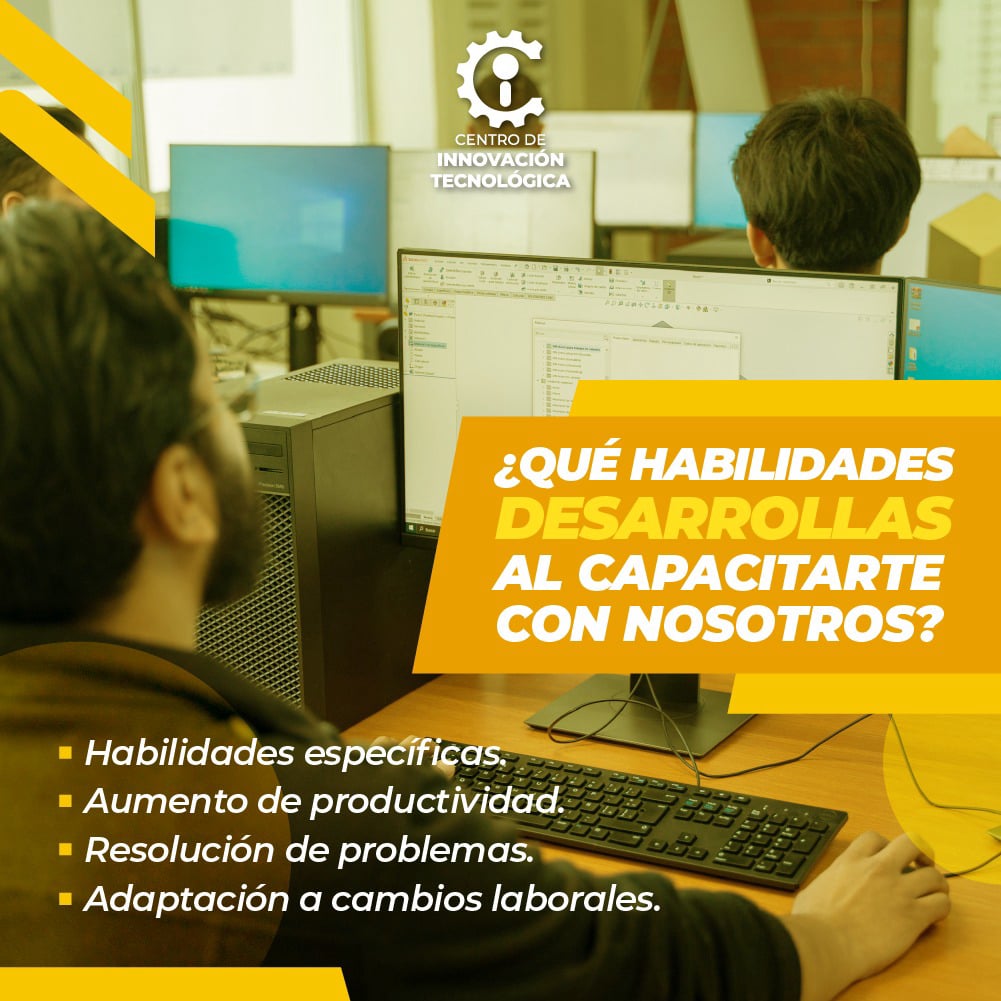 CENTRO DE
INNOVACIÓN
TECNOLÓGICA
¿QUÉ HABILIDADES
DESARROLLAS
AL CAPACITARTE
CON NOSOTROS?
Habilidades específicas.
Aumento de productividad.
Resolución de problemas.
Adaptación a cambios laborales.